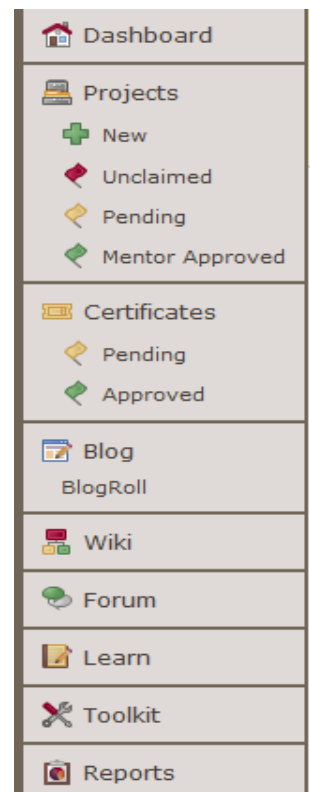 Dashboard
Projects
New
Unclaimed
Pending
Mentor Approved
Certificates
Pending
Approved
Blog
BlogRoll
Wiki
Forum
Learn
Toolkit
Reports